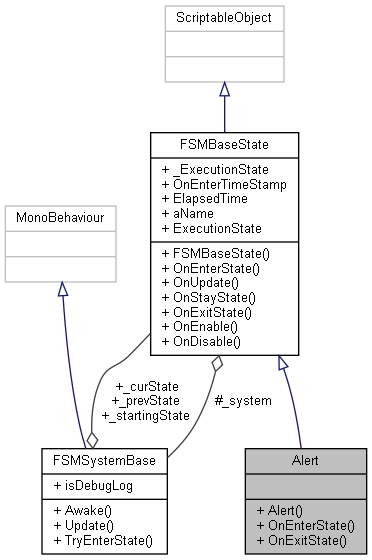 ScriptableObject
FSMBaseState
+ _ExecutionState
+ OnEnterTimeStamp
+ ElapsedTime
+ aName
+ ExecutionState
+ FSMBaseState()
+ OnEnterState()
+ OnUpdate()
+ OnStayState()
+ OnExitState()
+ OnEnable()
+ OnDisable()
MonoBehaviour
+_curState
+_prevState
+_startingState
#_system
FSMSystemBase
+ isDebugLog
+ Awake()
+ Update()
+ TryEnterState()
Alert
+ Alert()
+ OnEnterState()
+ OnExitState()